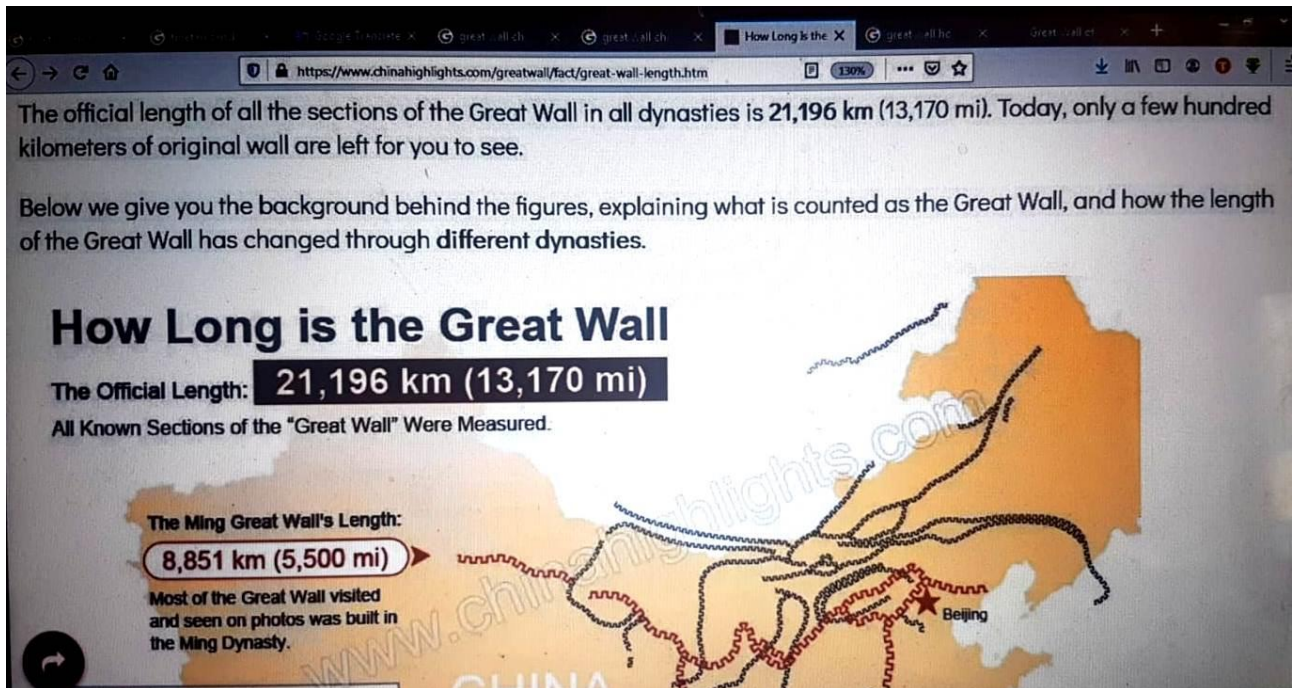 great wall ch
great wall ch
How Long Is the
https://www.chinahighlights.com/greatwall/fact/great-wall-length.htm
130%
The official length of all the sections of the Great Wall in all dynasties is 21,196 km (13,170 mi). Today, only a few hundred
kilometers of original wall are left for you to see.
Below we give you the background behind the figures, explaining what is counted as the Great Wall, and how the length
of the Great Wall has changed through different dynasties.
How Long is the Great Wall
The Official Length: 21,196 km (13,170 mi)
All Known Sections of the "Great Wall" Were Measured.
The Ming Great Wall's Length:
8,851 km (5,500 mi)
Most of the Great Wall visited
and seen on photos was built in
the Ming Dynasty.
Beijing
CHINA
www.chinahighlights.com